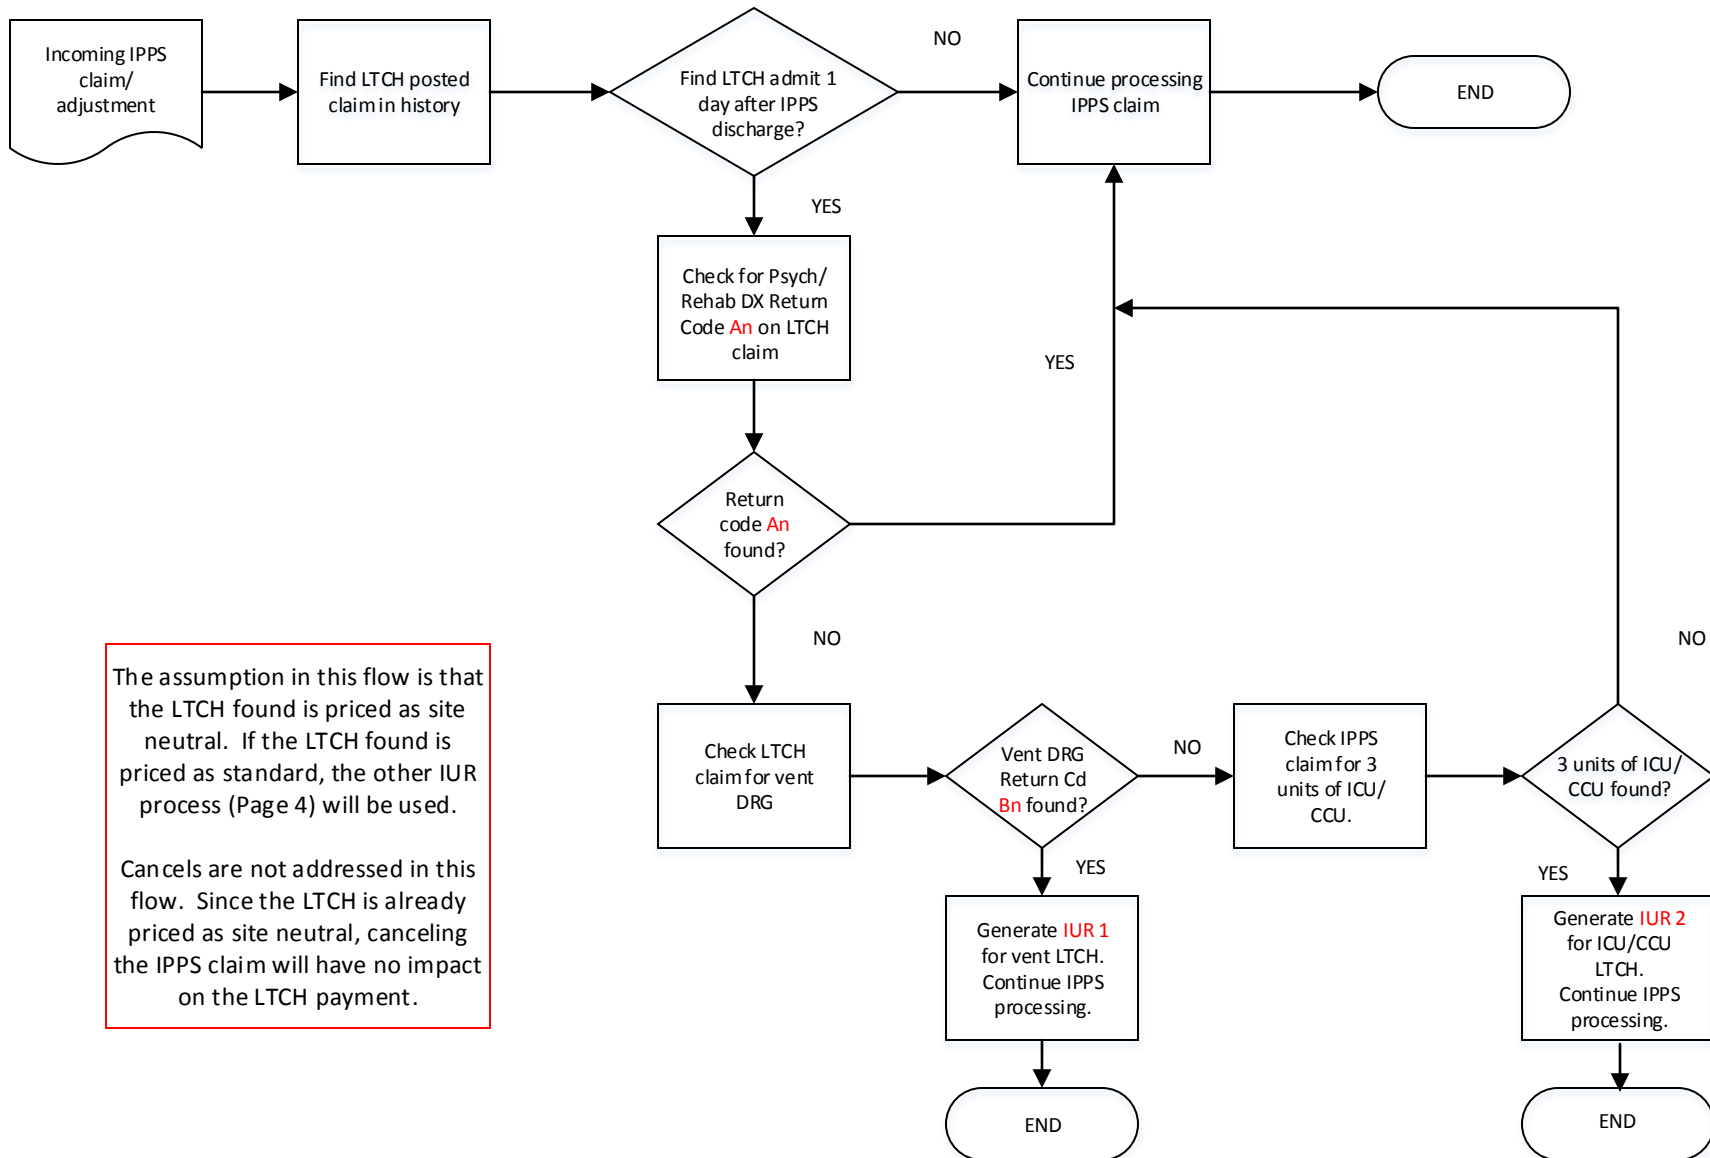 Incoming IPPS
claim/
adjustment
Find LTCH posted
claim in history
Find LTCH admit 1
day after IPPS
discharge?
NO
Continue processing
IPPS claim
END
YES
Check for Psych/
Rehab DX Return
Code An on LTCH
claim
YES
Return
code An
found?
NO
NO
The assumption in this flow is that
the LTCH found is priced as site
neutral. If the LTCH found is
priced as standard, the other IUR
process (Page 4) will be used.
Cancels are not addressed in this
flow. Since the LTCH is already
priced as site neutral, canceling
the IPPS claim will have no impact
on the LTCH payment.
Check LTCH
claim for vent
DRG
Vent DRG
Return Cd
Bn found?
NO
Check IPPS
claim for 3
units of ICU/
CCU.
3 units of ICU/
CCU found?
YES
YES
Generate IUR 1
for vent LTCH.
Continue IPPS
processing.
Generate IUR 2
for ICU/CCU
LTCH.
Continue IPPS
processing.
END
END